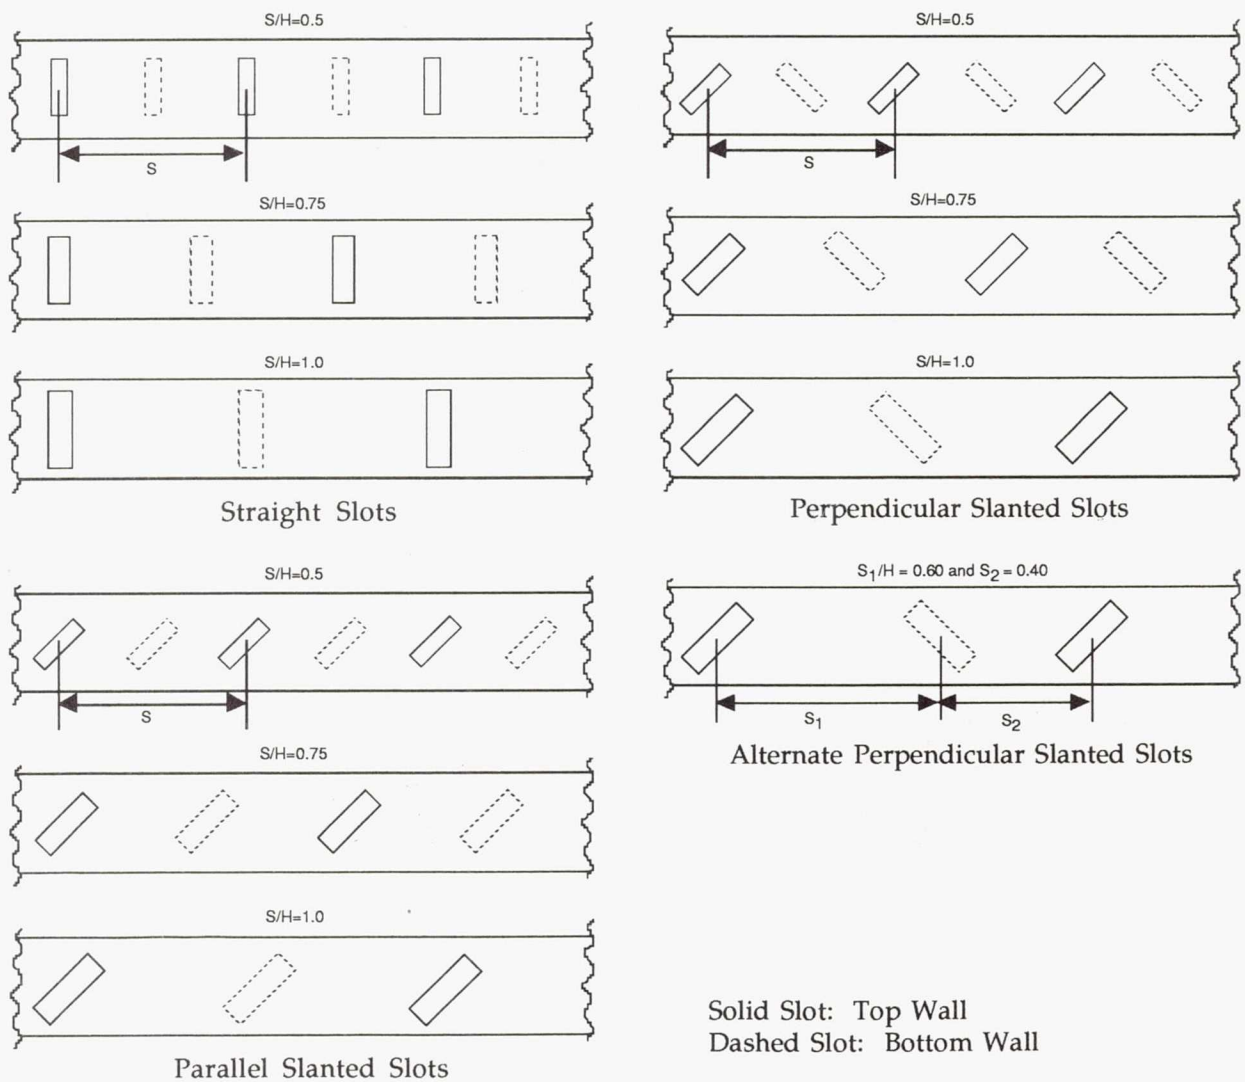 S/H=0.5
S
S/H=0.75
S/H=1.0
Straight Slots
S/H=0.5
S
S/H=0.75
S/H=1.0
Perpendicular Slanted Slots
S/H=0.5
S
S/H=0.75
S/H=1.0
Parallel Slanted Slots
S₁/H = 0.60 and S₂ = 0.40
S₁ S₂
Alternate Perpendicular Slanted Slots
Solid Slot: Top Wall
Dashed Slot: Bottom Wall